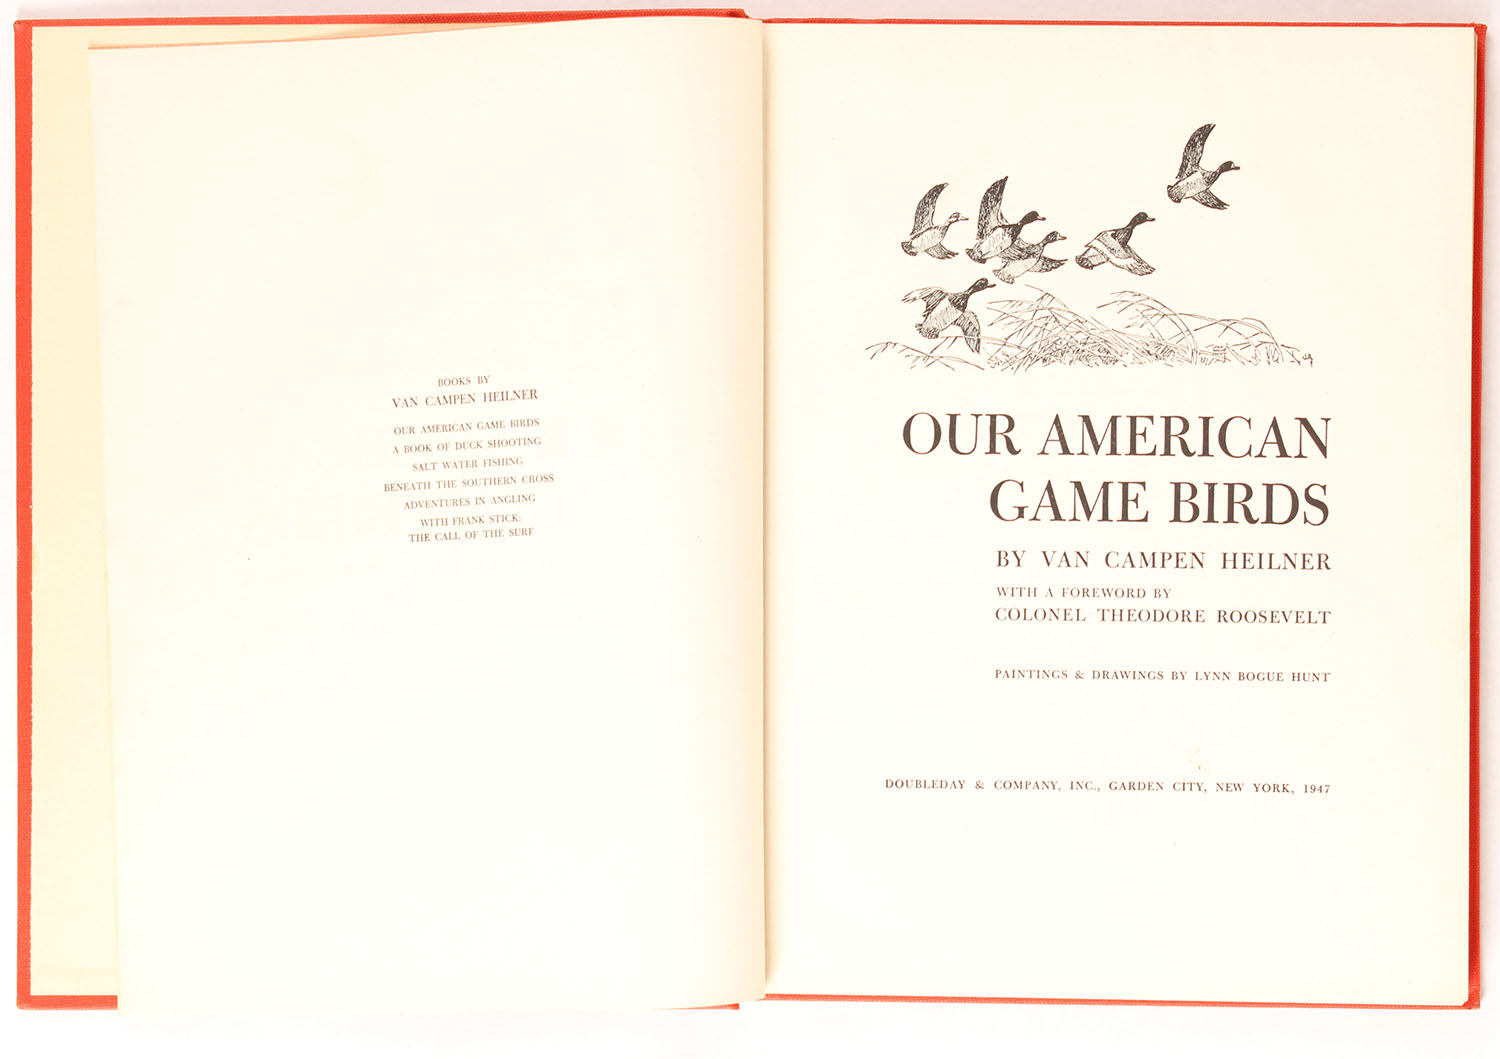 BOOKS BY
VAN CAMPEN HEILNER
OUR AMERICAN GAME BIRDS
A BOOK OF DUCK SHOOTING
SALT WATER FISHING
BENEATH THE SOUTHERN CROSS
ADVENTURES IN ANGLING
WITH FRANK STICK:
THE CALL OF THE SURF
OUR AMERICAN
GAME BIRDS
BY VAN CAMPEN HEILNER
WITH A FOREWORD BY
COLONEL THEODORE ROOSEVELT
PAINTINGS & DRAWINGS BY LYNN BOGUE HUNT
DOUBLEDAY & COMPANY, INC., GARDEN CITY, NEW YORK, 1947